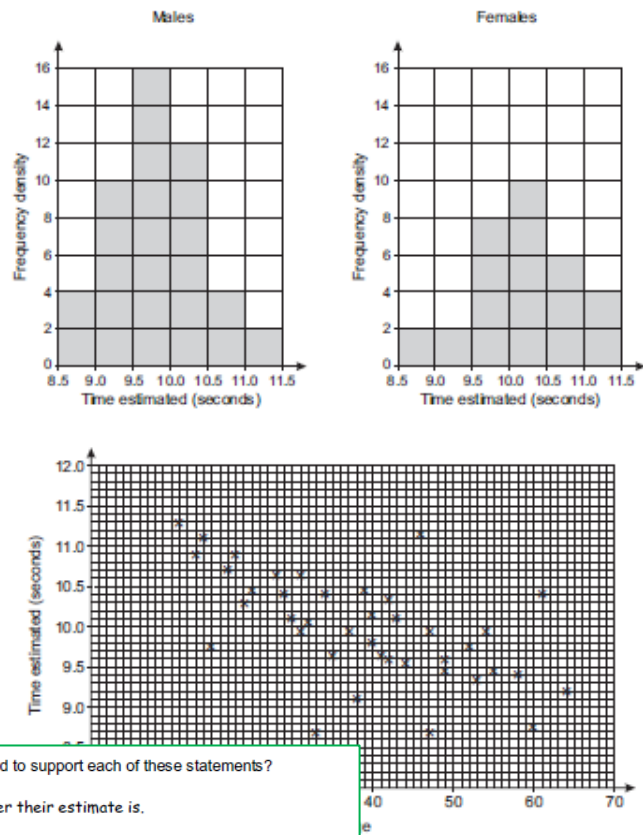 Males
Females
16
14
12
10
8
6
4
2
0
Frequency density
8.5 9.0 9.5 10.0 10.5 11.0 11.5
Time estimated (seconds)
16
14
12
10
8
6
4
2
0
Frequency density
8.5 9.0 9.5 10.0 10.5 11.0 11.5
Time estimated (seconds)
12.0
11.5
11.0
10.5
10.0
9.5
9.0
Time estimated (seconds)
40 50 60 70
d to support each of these statements?
er their estimate is.
e